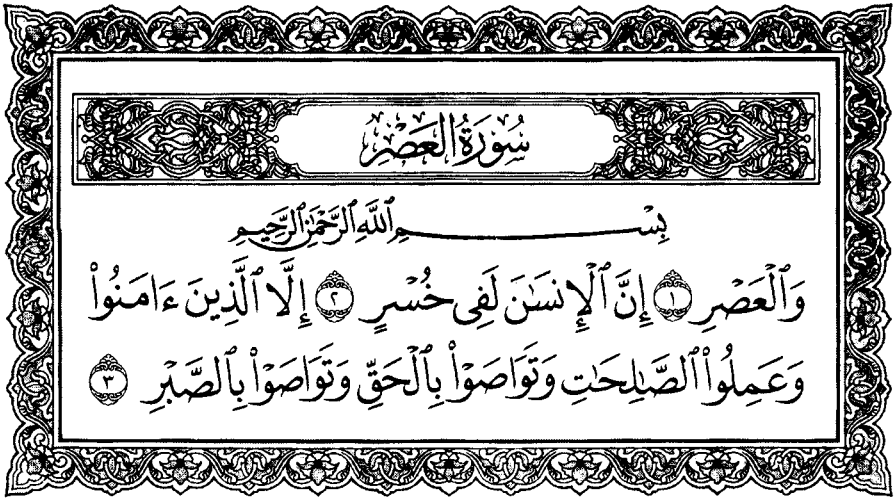 سُورَةُ العَصْرِ
بِسْمِ ٱللَّهِ ٱلرَّحْمَٰنِ ٱلرَّحِيمِ
وَٱلْعَصْرِ ١ إِنَّ ٱلْإِنسَٰنَ لَفِى خُسْرٍ ٢ إِلَّا ٱلَّذِينَ ءَامَنُوا۟
وَعَمِلُوا۟ ٱلصَّٰلِحَٰتِ وَتَوَاصَوْا۟ بِٱلْحَقِّ وَتَوَاصَوْا۟ بِٱلصَّبْرِ ٣